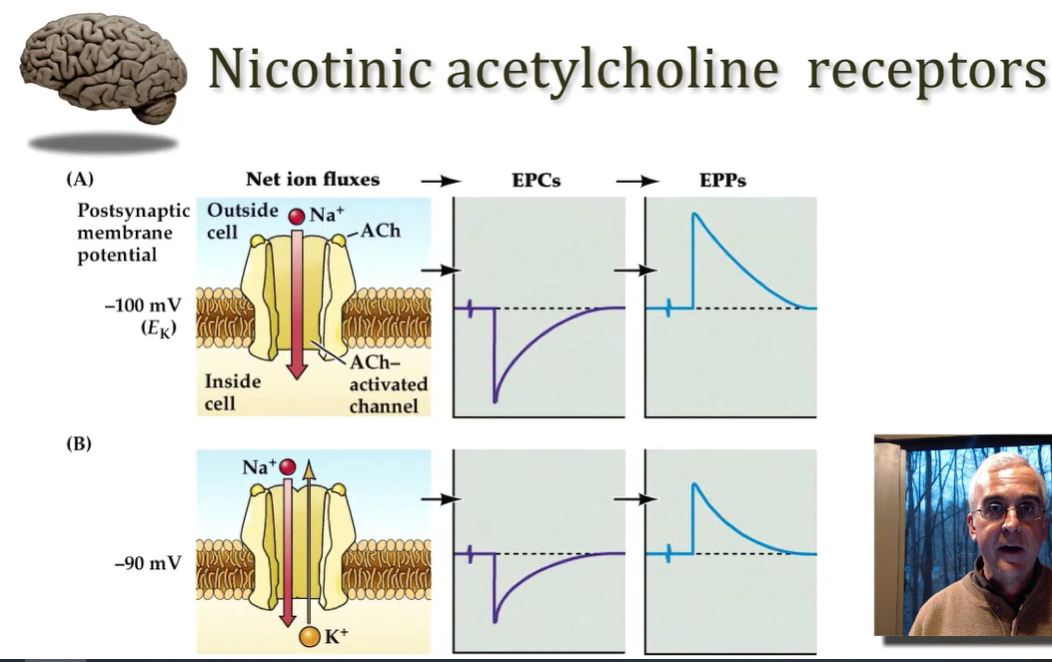 Nicotinic acetylcholine receptors
(A)
Net ion fluxes
EPCs
EPPs
Postsynaptic
membrane
potential
Outside
cell
Na+
ACh
–100 mV
(EK)
ACh–
activated
channel
Inside
cell
(B)
Na+
–90 mV
K+